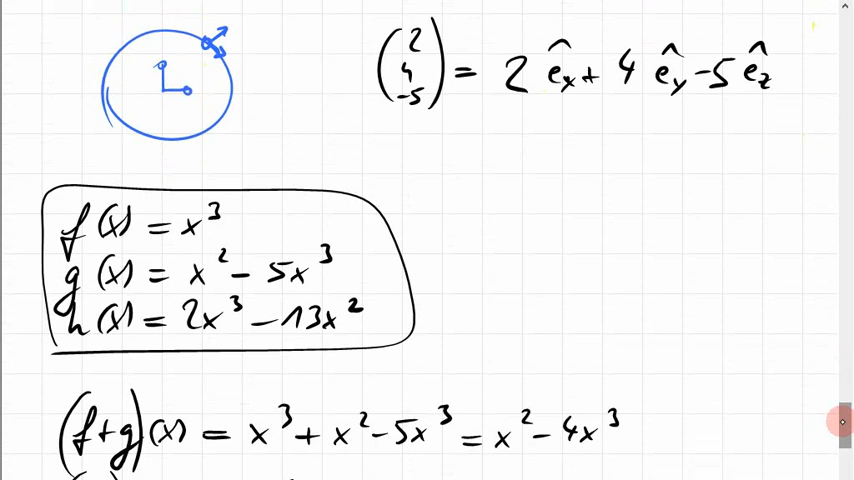 (2 4 -5) = 2 êx + 4 êy - 5 êz
f(x) = x³
g(x) = x² - 5x³
h(x) = 2x³ - 13x²
(f+g)(x) = x³ + x² - 5x³ = x² - 4x³